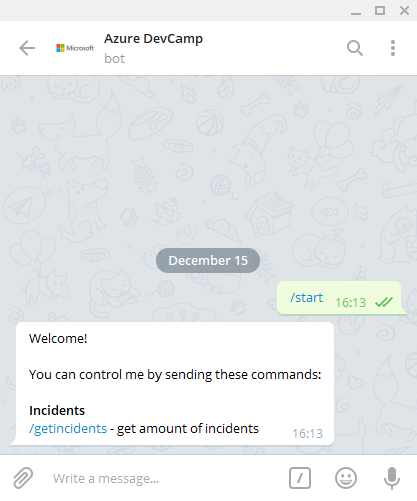 Microsoft
Azure DevCamp
bot
December 15
/start 16:13
Welcome!
You can control me by sending these commands:
Incidents
/getincidents - get amount of incidents
16:13
Write a message...
/